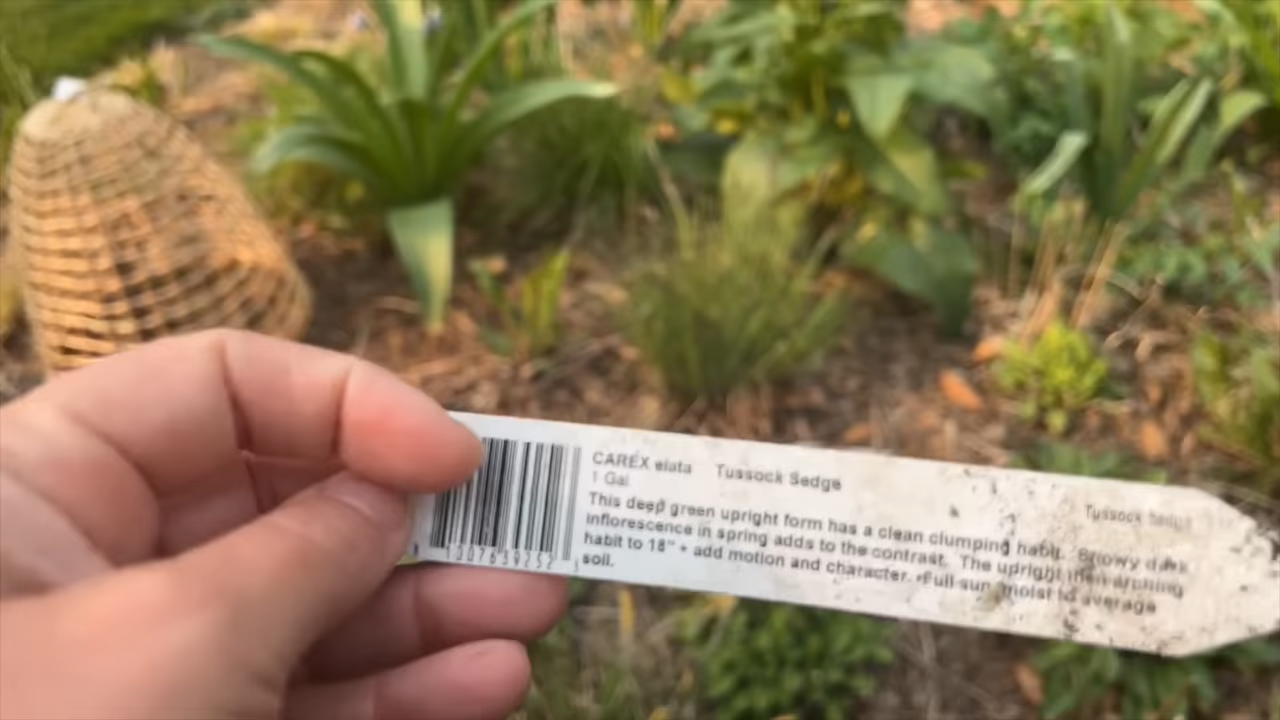 CAREX elata Tussock Sedge
1 Gal
Tussock Sedge
This deep green upright form has a clean clumping habit. Showy dark
inflorescence in spring adds to the contrast. The upright then arching
habit to 18" + add motion and character. Full sun, moist to average
soil.